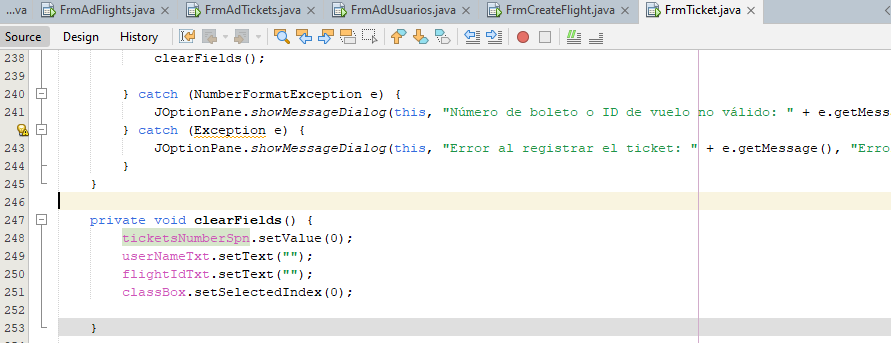 ...va FrmAdFlights.java FrmAdTickets.java FrmAdUsuarios.java FrmCreateFlight.java FrmTicket.java
Source Design History
238 clearFields();
239
240 } catch (NumberFormatException e) {
241 JOptionPane.showMessageDialog(this, "Número de boleto o ID de vuelo no válido: " + e.getMess
} catch (Exception e) {
243 JOptionPane.showMessageDialog(this, "Error al registrar el ticket: " + e.getMessage(), "Erro
244 }
245 }
246
247 private void clearFields() {
248 ticketsNumberSpn.setValue(0);
249 userNameTxt.setText("");
250 flightIdTxt.setText("");
251 classBox.setSelectedIndex(0);
252
253 }